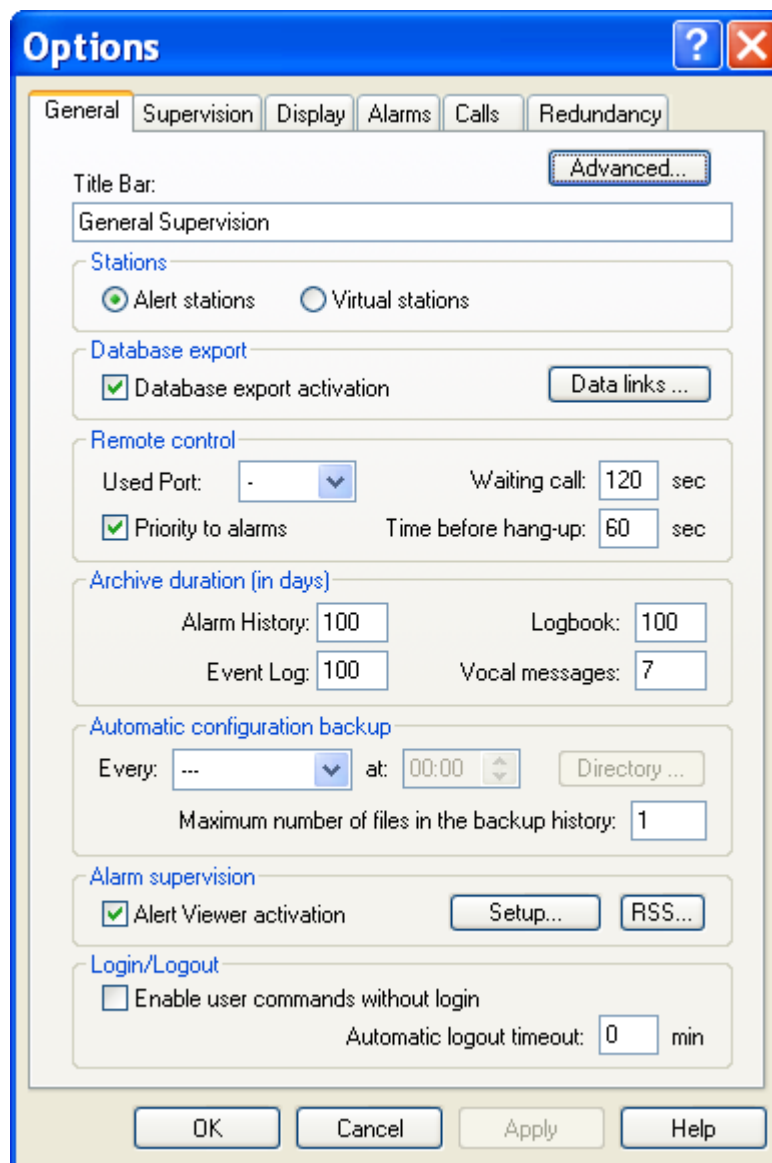 Options
General Supervision Display Alarms Calls Redundancy
Advanced...
Title Bar:
General Supervision
Stations
Alert stations Virtual stations
Database export
Database export activation Data links ...
Remote control
Used Port: - Waiting call: 120 sec
Priority to alarms Time before hang-up: 60 sec
Archive duration (in days)
Alarm History: 100 Logbook: 100
Event Log: 100 Vocal messages: 7
Automatic configuration backup
Every: --- at: 00:00 Directory ...
Maximum number of files in the backup history: 1
Alarm supervision
Alert Viewer activation Setup... RSS...
Login/Logout
Enable user commands without login
Automatic logout timeout: 0 min
OK Cancel Apply Help